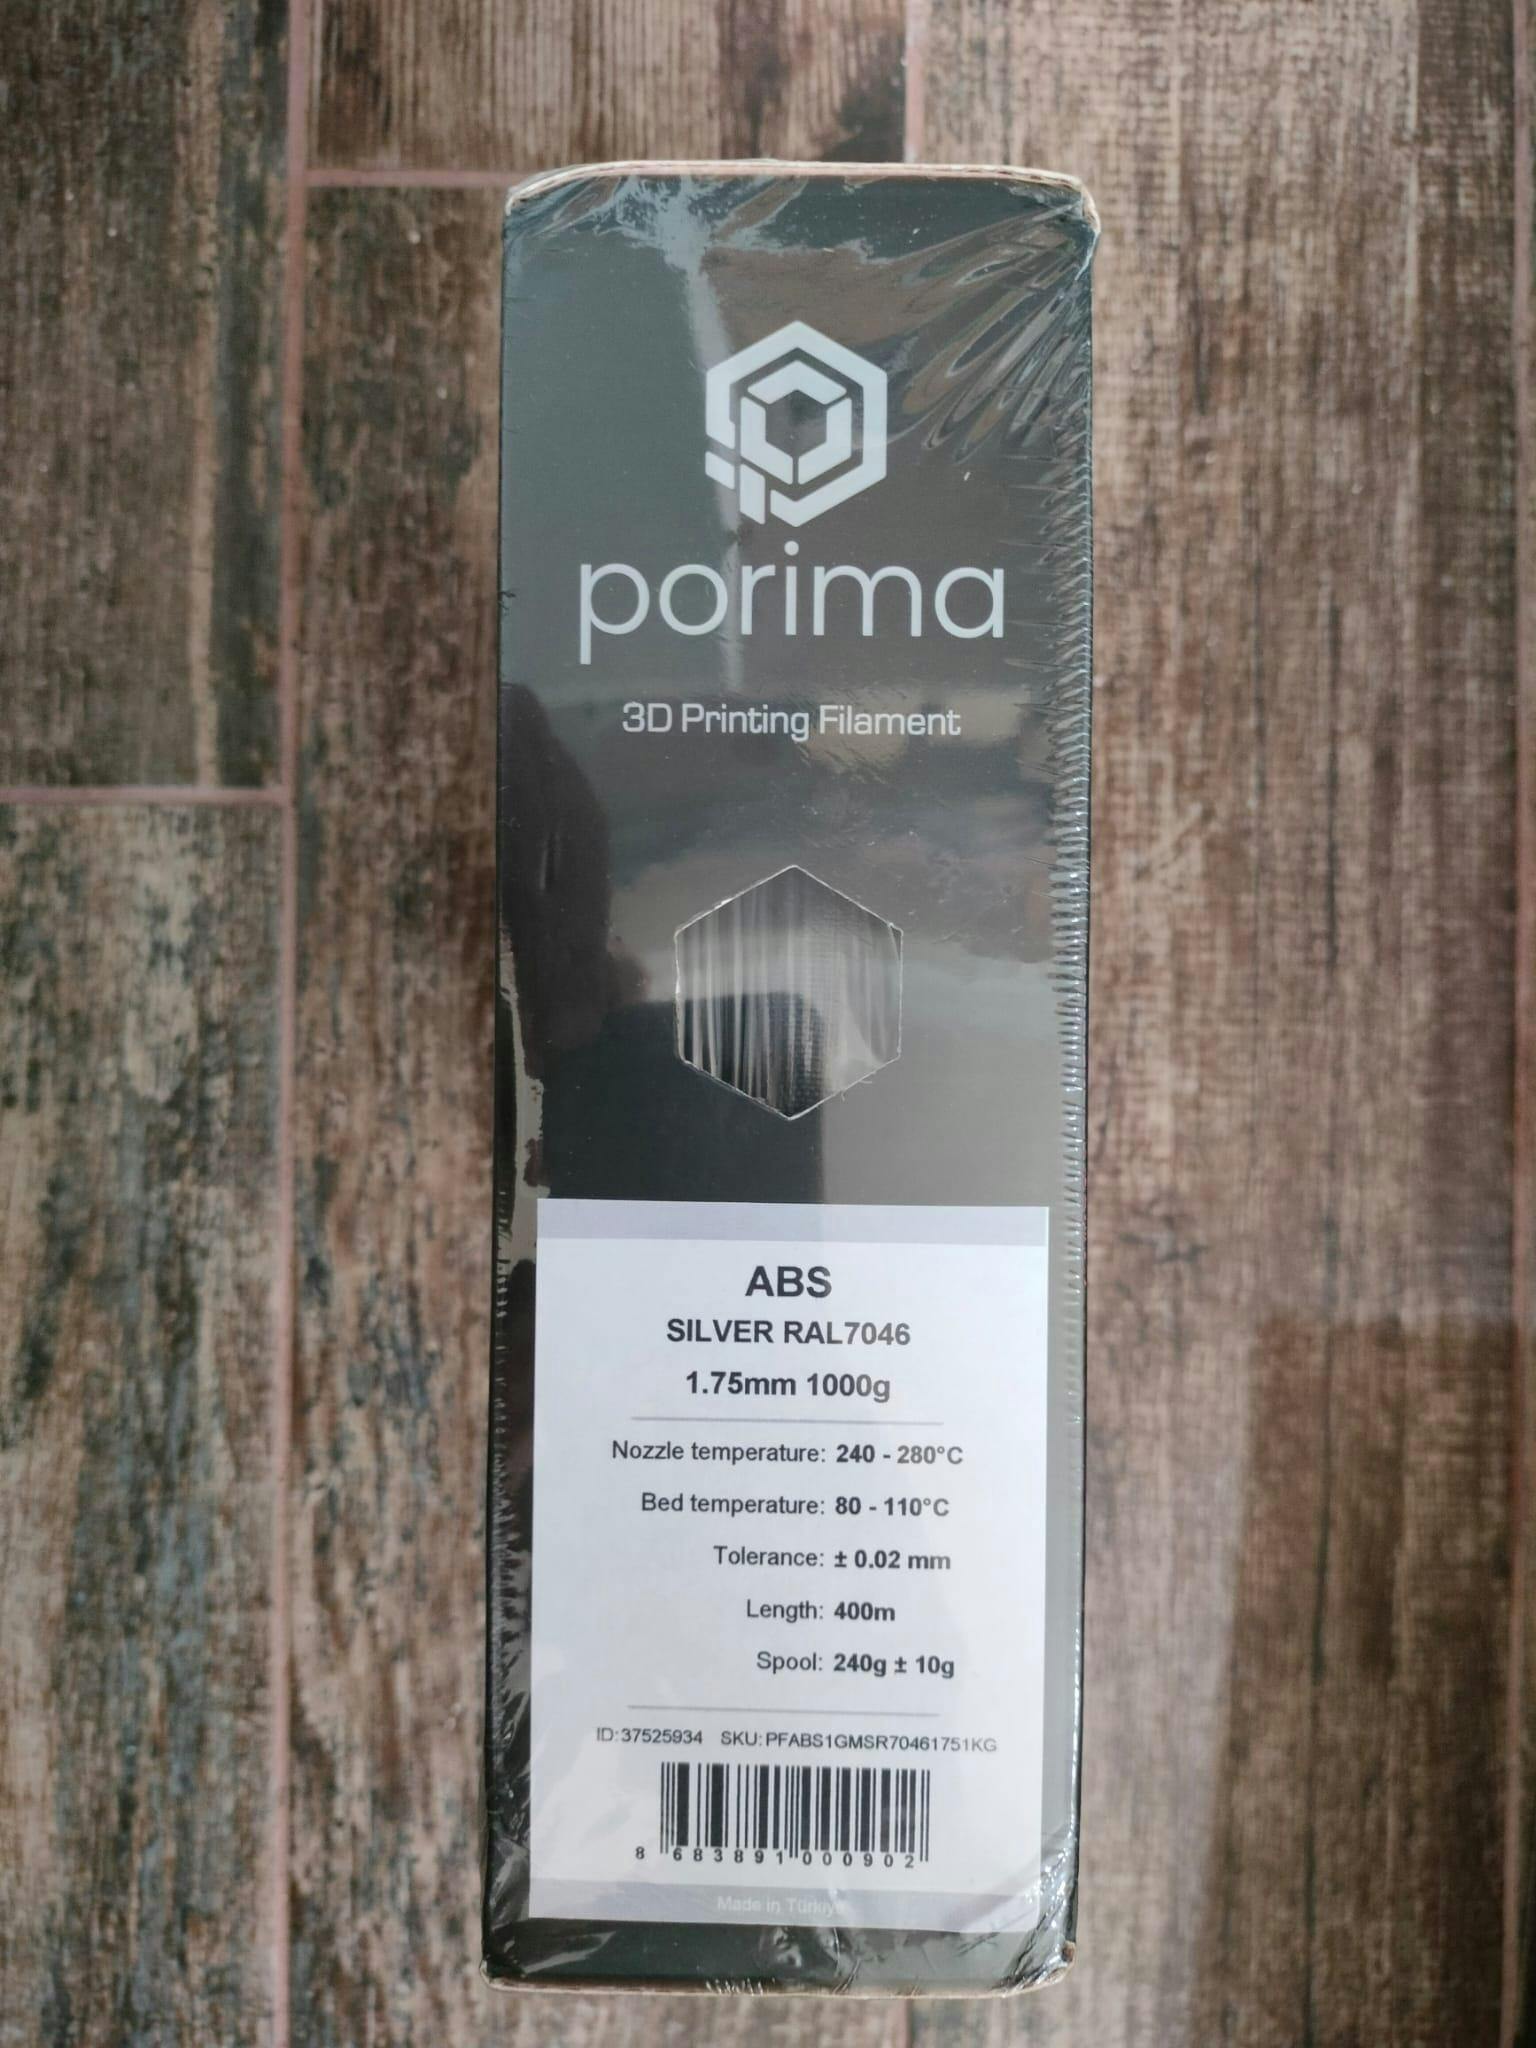 porima
3D Printing Filament
ABS
SILVER RAL7046
1.75mm 1000g
Nozzle temperature: 240 - 280°C
Bed temperature: 80 - 110°C
Tolerance: ± 0.02 mm
Length: 400m
Spool: 240g ± 10g
ID:37525934 SKU:PFABS1GMSR70461751KG
8 683891 000902
Made in Türkiye